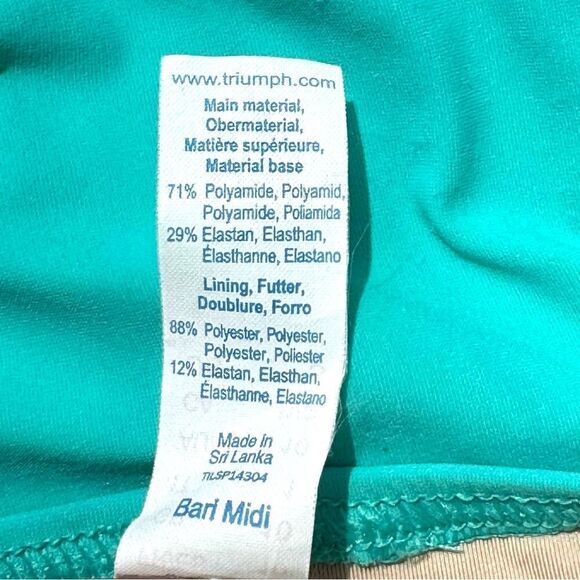 www.triumph.com
Main material,
Obermaterial,
Matière supérieure,
Material base
71% Polyamide, Polyamid,
Polyamide, Poliamida
29% Elastan, Elasthan,
Élasthanne, Elastano
Lining, Futter,
Doublure, Forro
88% Polyester, Polyester,
Polyester, Poliester
12% Elastan, Elasthan,
Élasthanne, Elastano
Made In
Sri Lanka
TILSP14304
Bari Midi